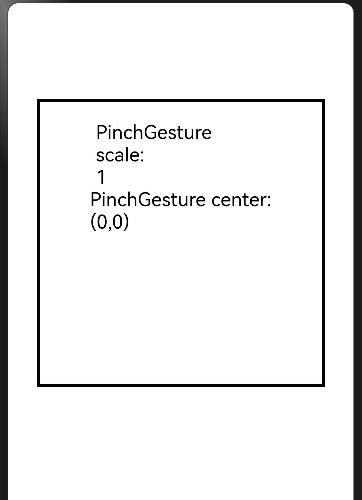 PinchGesture
scale:
1
PinchGesture center:
(0,0)